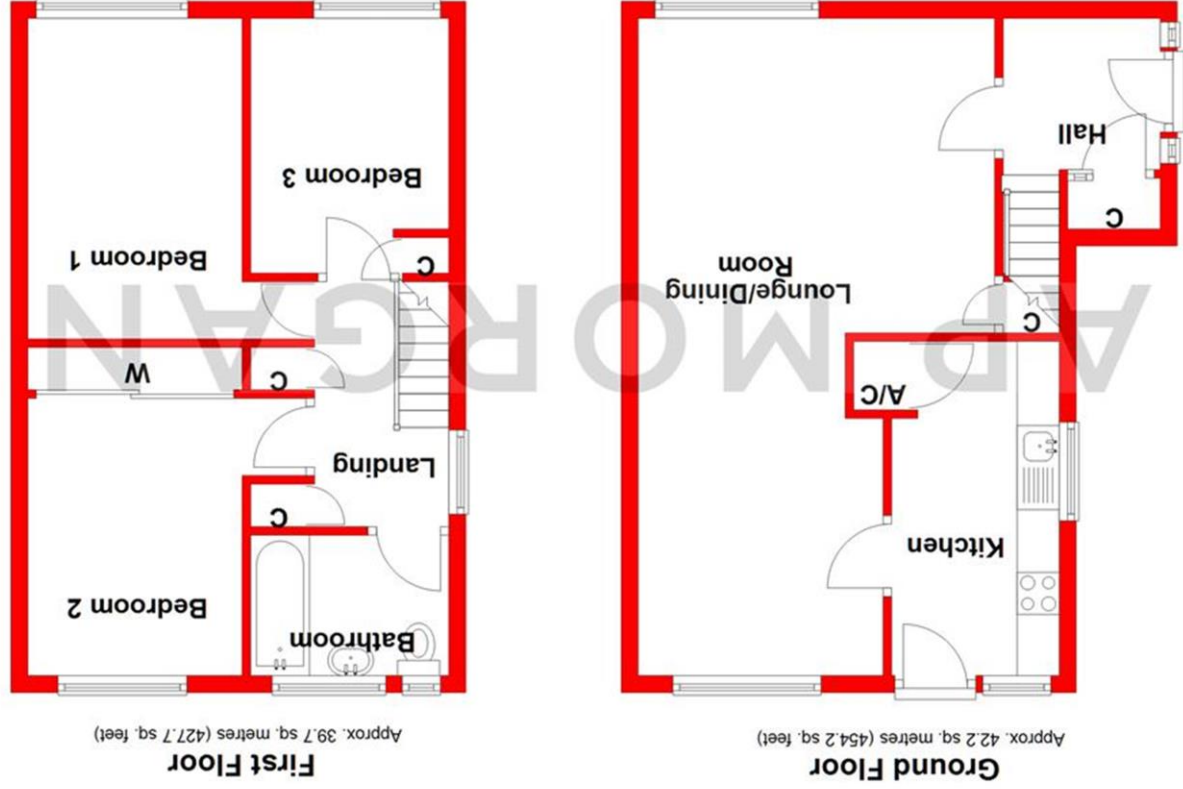 Ground Floor
Approx. 42.2 sq. metres (454.2 sq. feet)
Kitchen
A/C
C
Lounge/Dining
Room
C
Hall
First Floor
Approx. 39.7 sq. metres (427.7 sq. feet)
Bathroom
Bedroom 2
C
Landing
C
W
C
Bedroom 1
Bedroom 3
AP MORGAN